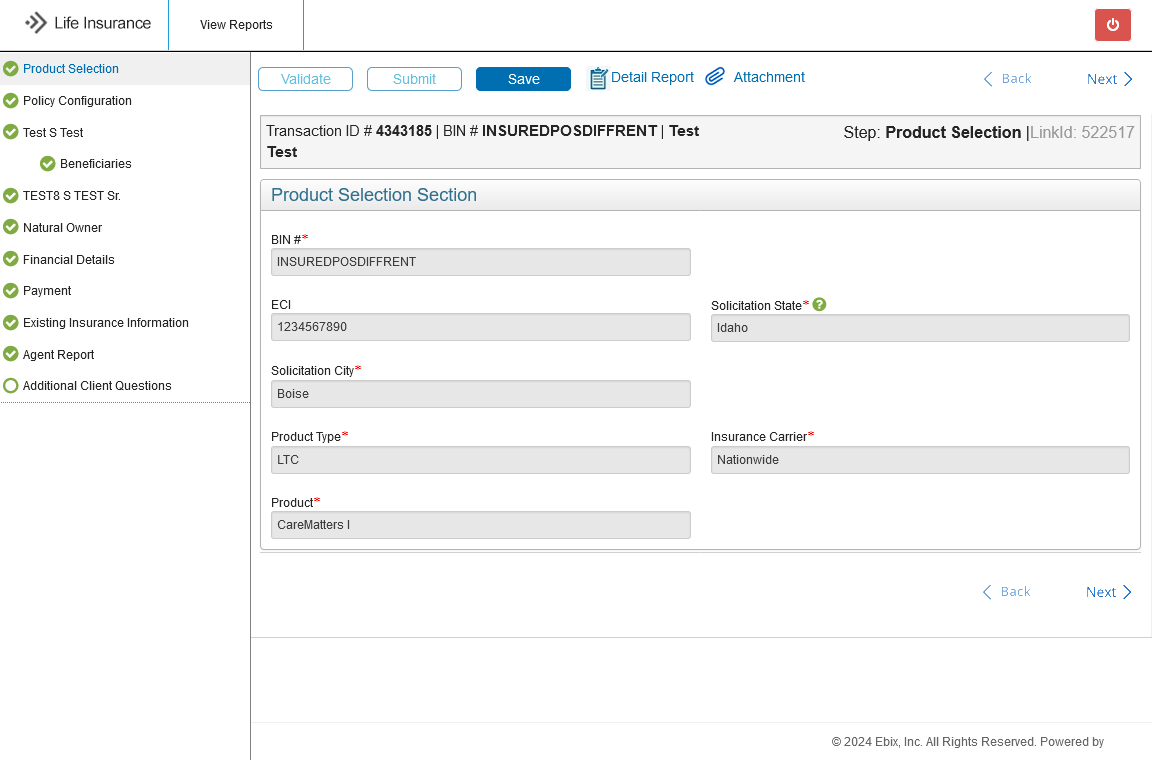 Life Insurance
View Reports
Product Selection
Policy Configuration
Test S Test
Beneficiaries
TEST8 S TEST Sr.
Natural Owner
Financial Details
Payment
Existing Insurance Information
Agent Report
Additional Client Questions
Validate
Submit
Save
Detail Report
Attachment
Back
Next
Transaction ID # 4343185 | BIN # INSUREDPOSDIFFRENT | Test
Test
Step: Product Selection |LinkId: 522517
Product Selection Section
BIN #*
INSUREDPOSDIFFRENT
ECI
1234567890
Solicitation State* ?
Idaho
Solicitation City*
Boise
Product Type*
LTC
Insurance Carrier*
Nationwide
Product*
CareMatters I
Back
Next
© 2024 Ebix, Inc. All Rights Reserved. Powered by